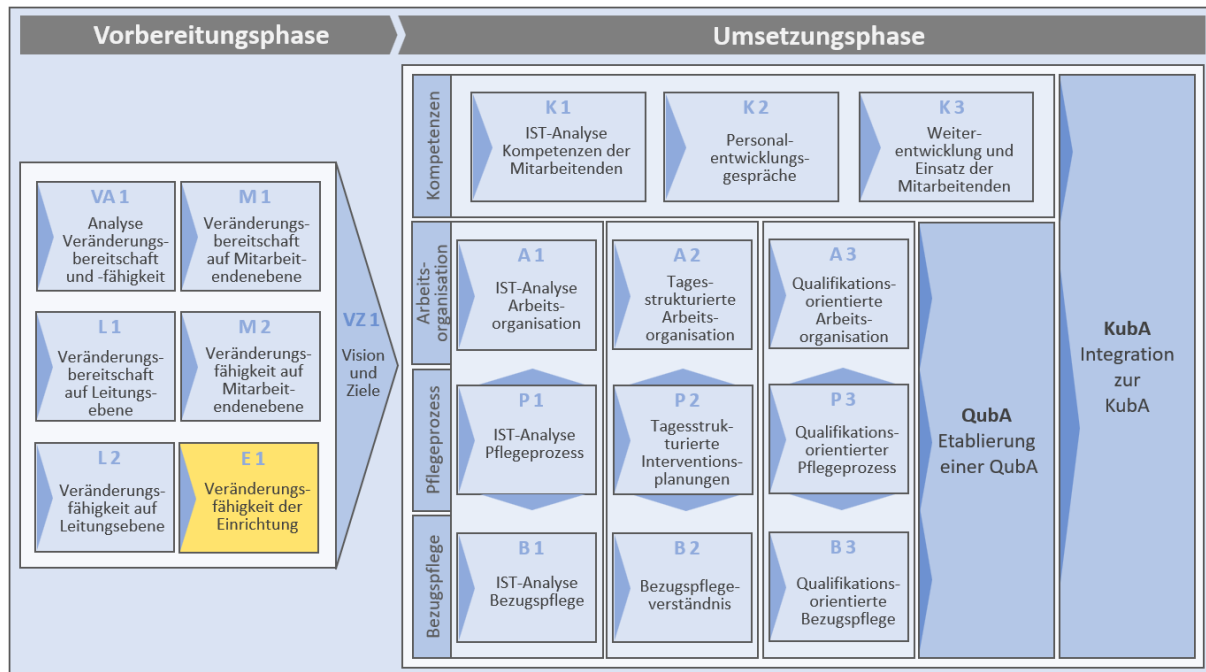 Vorbereitungsphase
Umsetzungsphase
VA 1
Analyse
Veränderungs-
bereitschaft
und -fähigkeit
M 1
Veränderungs-
bereitschaft
auf Mitarbeit-
endenebene
L 1
Veränderungs-
bereitschaft
auf Leitungs-
ebene
M 2
Veränderungs-
fähigkeit auf
Mitarbeit-
endenebene
L 2
Veränderungs-
fähigkeit auf
Leitungsebene
E 1
Veränderungs-
fähigkeit der
Einrichtung
VZ 1
Vision
und
Ziele
Kompetenzen
K 1
IST-Analyse
Kompetenzen der
Mitarbeitenden
K 2
Personal-
entwicklungs-
gespräche
K 3
Weiter-
entwicklung und
Einsatz der
Mitarbeitenden
Arbeits-
organisation
A 1
IST-Analyse
Arbeits-
organisation
A 2
Tages-
strukturierte
Arbeits-
organisation
A 3
Qualifikations-
orientierte
Arbeits-
organisation
Pflegeprozess
P 1
IST-Analyse
Pflegeprozess
P 2
Tagesstruk-
turierte
Interventions-
planungen
P 3
Qualifikations-
orientierter
Pflegeprozess
Bezugspflege
B 1
IST-Analyse
Bezugspflege
B 2
Bezugspflege-
verständnis
B 3
Qualifikations-
orientierte
Bezugspflege
QubA
Etablierung
einer QubA
KubA
Integration
zur
KubA